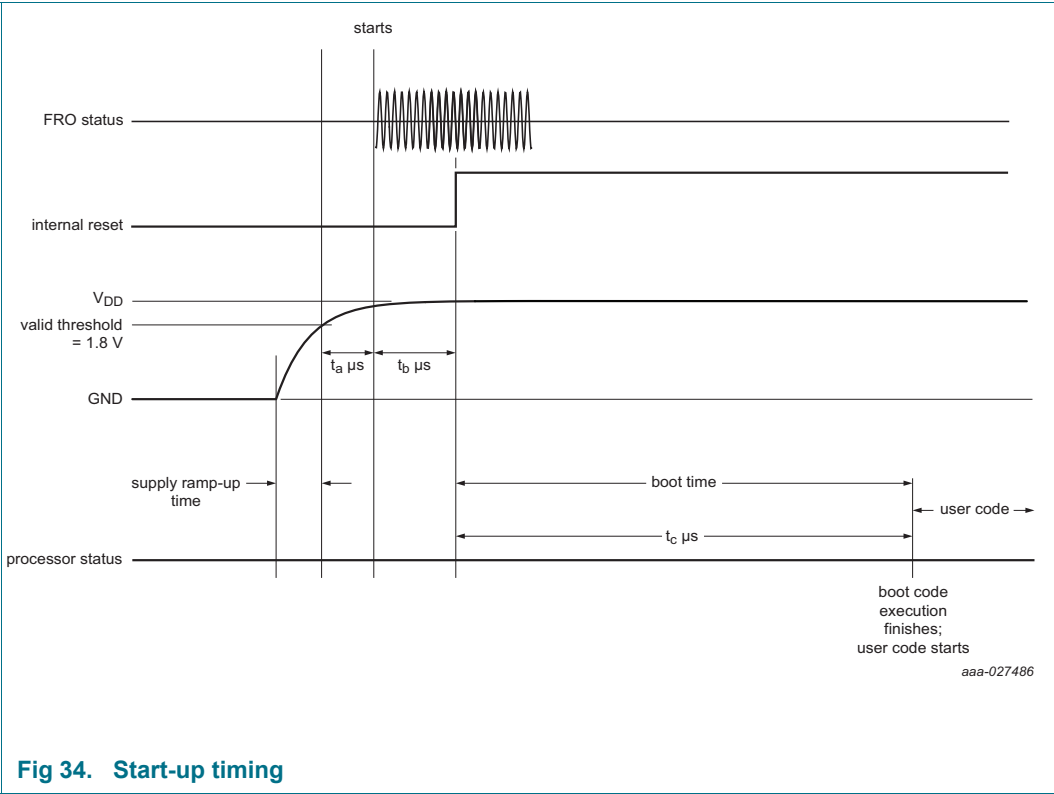 starts
FRO status
internal reset
VDD
valid threshold
= 1.8 V
ta μs
tb μs
GND
supply ramp-up
time
boot time
user code
tc μs
processor status
boot code
execution
finishes;
user code starts
aaa-027486
Fig 34. Start-up timing